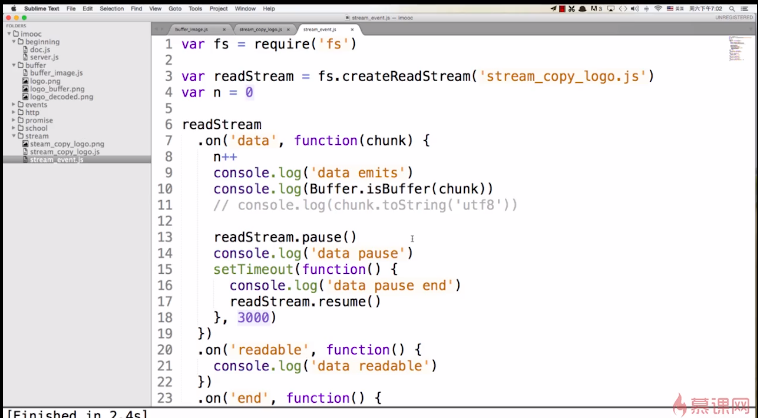 Sublime Text File Edit Selection Find View Goto Tools Project Window Help
周六下午7:02
stream_event.js — imooc
UNREGISTERED
FOLDERS
imooc
beginning
doc.js
server.js
buffer
buffer_image.js
logo.png
logo_buffer.png
logo_decoded.png
events
http
promise
school
stream
steam_copy_logo.png
stream_copy_logo.js
stream_event.js
buffer_image.js stream_copy_logo.js stream_event.js
1 var fs = require('fs')
2
3 var readStream = fs.createReadStream('stream_copy_logo.js')
4 var n = 0
5
6 readStream
7 .on('data', function(chunk) {
8 n++
9 console.log('data emits')
10 console.log(Buffer.isBuffer(chunk))
11 // console.log(chunk.toString('utf8'))
12
13 readStream.pause()
14 console.log('data pause')
15 setTimeout(function() {
16 console.log('data pause end')
17 readStream.resume()
18 }, 3000)
19 })
20 .on('readable', function() {
21 console.log('data readable')
22 })
23 .on('end', function() {
[Finished in 2.4s]
慕课网